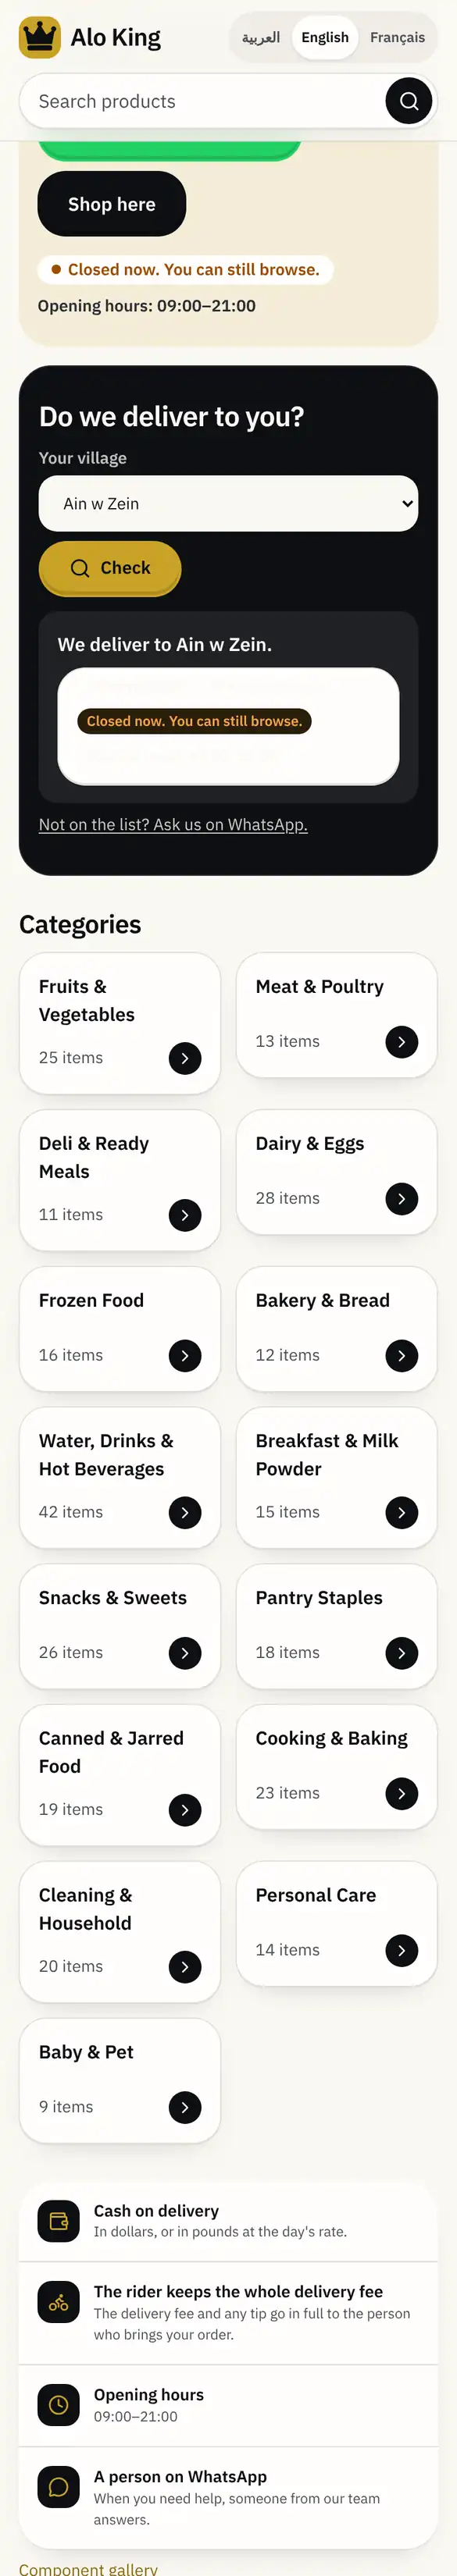 Alo King
العربية
English
Français
Search products
Shop here
Closed now. You can still browse.
Opening hours: 09:00–21:00
Do we deliver to you?
Your village
Ain w Zein
Check
We deliver to Ain w Zein.
Closed now. You can still browse.
Not on the list? Ask us on WhatsApp.
Categories
Fruits &
Vegetables
25 items
Meat & Poultry
13 items
Deli & Ready
Meals
11 items
Dairy & Eggs
28 items
Frozen Food
16 items
Bakery & Bread
12 items
Water, Drinks &
Hot Beverages
42 items
Breakfast & Milk
Powder
15 items
Snacks & Sweets
26 items
Pantry Staples
18 items
Canned & Jarred
Food
19 items
Cooking & Baking
23 items
Cleaning &
Household
20 items
Personal Care
14 items
Baby & Pet
9 items
Cash on delivery
In dollars, or in pounds at the day's rate.
The rider keeps the whole delivery fee
The delivery fee and any tip go in full to the person
who brings your order.
Opening hours
09:00–21:00
A person on WhatsApp
When you need help, someone from our team
answers.
Component gallery